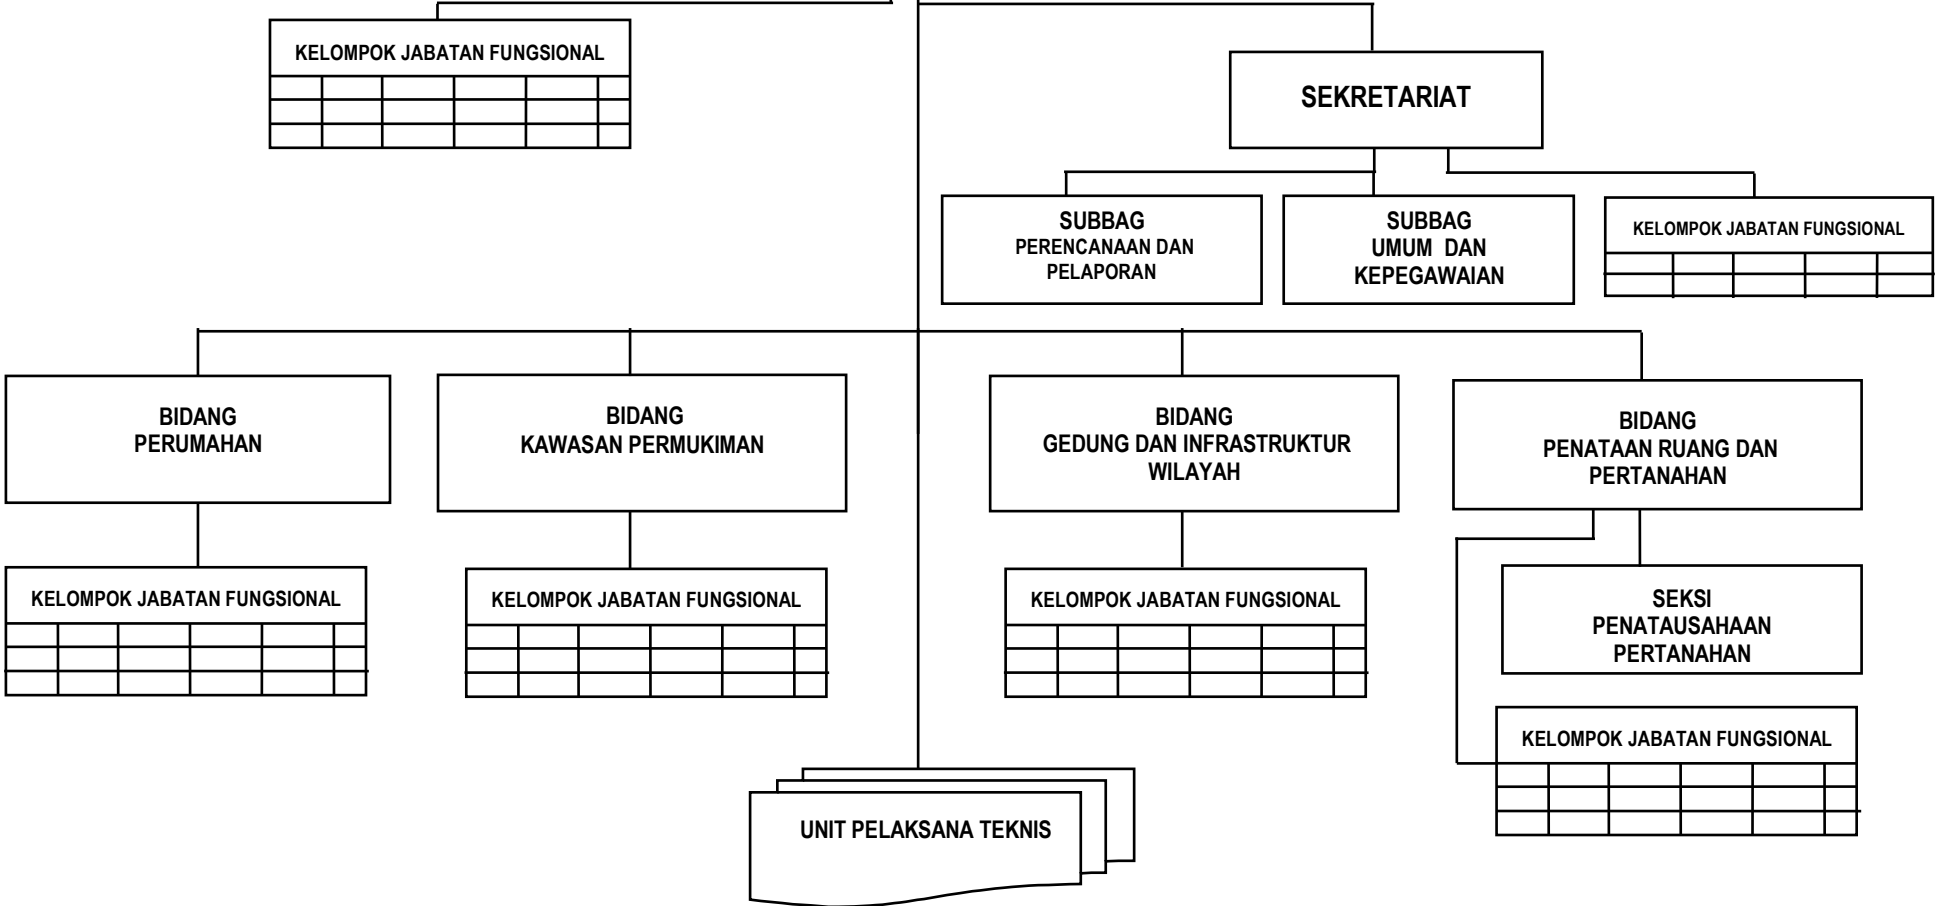 KELOMPOK JABATAN FUNGSIONAL
SEKRETARIAT
SUBBAG
PERENCANAAN DAN
PELAPORAN
SUBBAG
UMUM DAN
KEPEGAWAIAN
KELOMPOK JABATAN FUNGSIONAL
BIDANG
PERUMAHAN
BIDANG
KAWASAN PERMUKIMAN
BIDANG
GEDUNG DAN INFRASTRUKTUR
WILAYAH
BIDANG
PENATAAN RUANG DAN
PERTANAHAN
KELOMPOK JABATAN FUNGSIONAL
KELOMPOK JABATAN FUNGSIONAL
KELOMPOK JABATAN FUNGSIONAL
SEKSI
PENATAUSAHAAN
PERTANAHAN
KELOMPOK JABATAN FUNGSIONAL
UNIT PELAKSANA TEKNIS